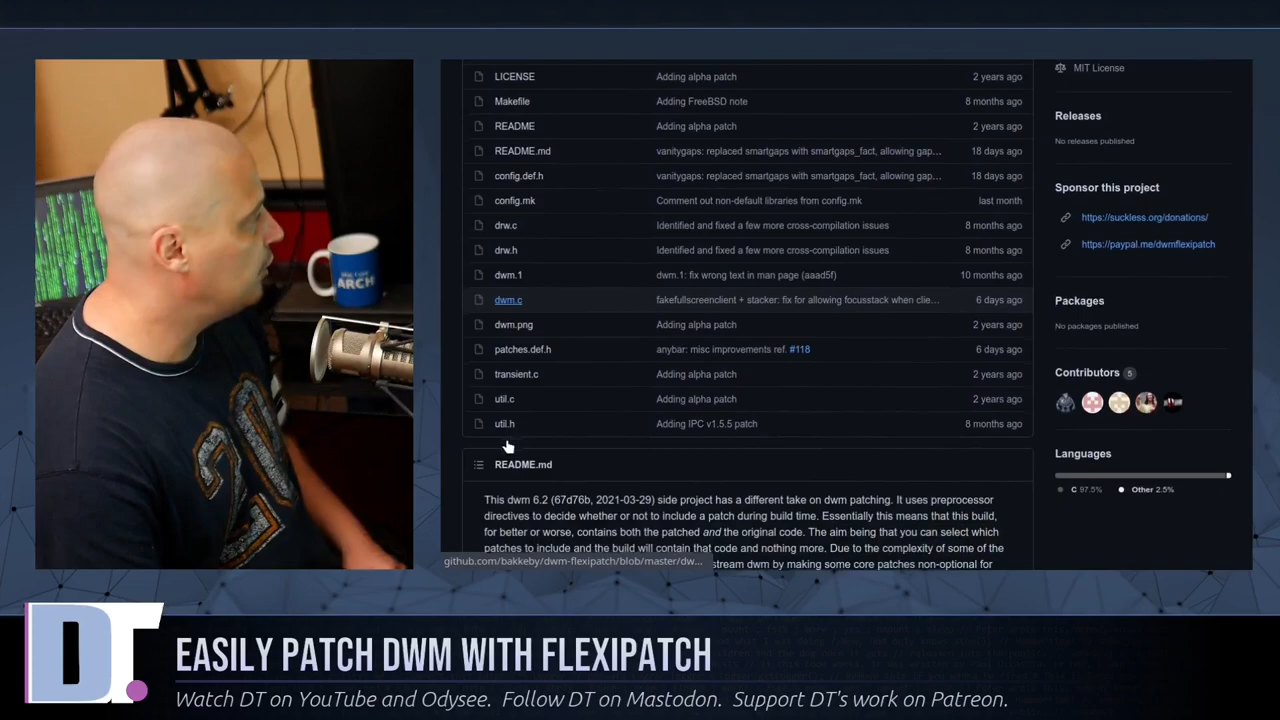 LICENSE Adding alpha patch 2 years ago
Makefile Adding FreeBSD note 8 months ago
README Adding alpha patch 2 years ago
README.md vanitygaps: replaced smartgaps with smartgaps_fact, allowing gap... 18 days ago
config.def.h vanitygaps: replaced smartgaps with smartgaps_fact, allowing gap... 18 days ago
config.mk Comment out non-default libraries from config.mk last month
drw.c Identified and fixed a few more cross-compilation issues 8 months ago
drw.h Identified and fixed a few more cross-compilation issues 8 months ago
dwm.1 dwm.1: fix wrong text in man page (aaad5f) 10 months ago
dwm.c fakefullscreenclient + stacker: fix for allowing focusstack when clie... 6 days ago
dwm.png Adding alpha patch 2 years ago
patches.def.h anybar: misc improvements ref. #118 6 days ago
transient.c Adding alpha patch 2 years ago
util.c Adding alpha patch 2 years ago
util.h Adding IPC v1.5.5 patch 8 months ago
README.md
This dwm 6.2 (67d76b, 2021-03-29) side project has a different take on dwm patching. It uses preprocessor
directives to decide whether or not to include a patch during build time. Essentially this means that this build,
for better or worse, contains both the patched and the original code. The aim being that you can select which
patches to include and the build will contain that code and nothing more. Due to the complexity of some of the
stream dwm by making some core patches non-optional for
github.com/bakkeby/dwm-flexipatch/blob/master/dw...
MIT License
Releases
No releases published
Sponsor this project
https://suckless.org/donations/
https://paypal.me/dwmflexipatch
Packages
No packages published
Contributors 5
Languages
C 97.5% Other 2.5%
ARCH
DT.
EASILY PATCH DWM WITH FLEXIPATCH
Watch DT on YouTube and Odysee. Follow DT on Mastodon. Support DT's work on Patreon.